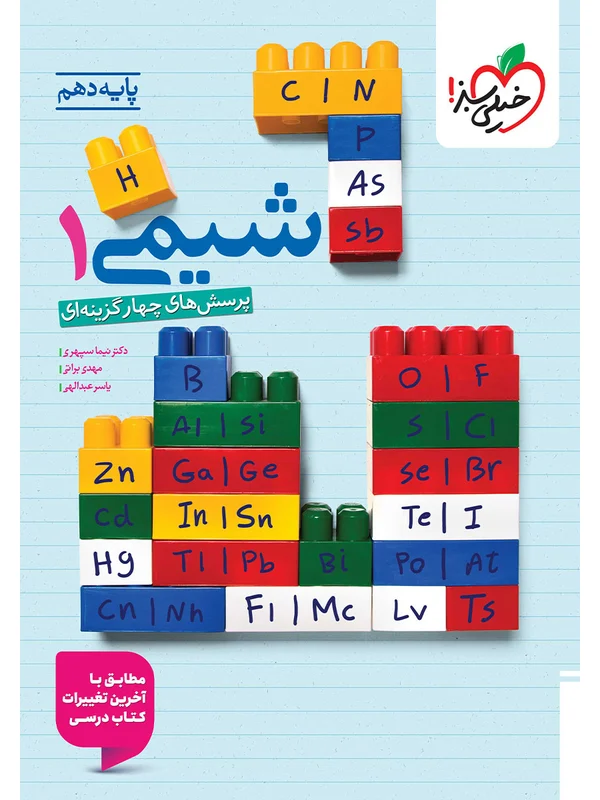 خیلی سبز!
پایه دهم
C | N
P
As
Sb
H
شیمی ۱
پرسش‌های چهارگزینه‌ای
دکتر نیما سپهری
مهدی براتی
یاسر عبدالهی
B
O | F
Al | Si
S | Cl
Zn
Ga | Ge
Se | Br
Cd
In | Sn
Te | I
Hg
Tl | Pb
Bi
Po | At
Cn | Nh
Fl | Mc
Lv
Ts
مطابق با
آخرین تغییرات
کتاب درسی